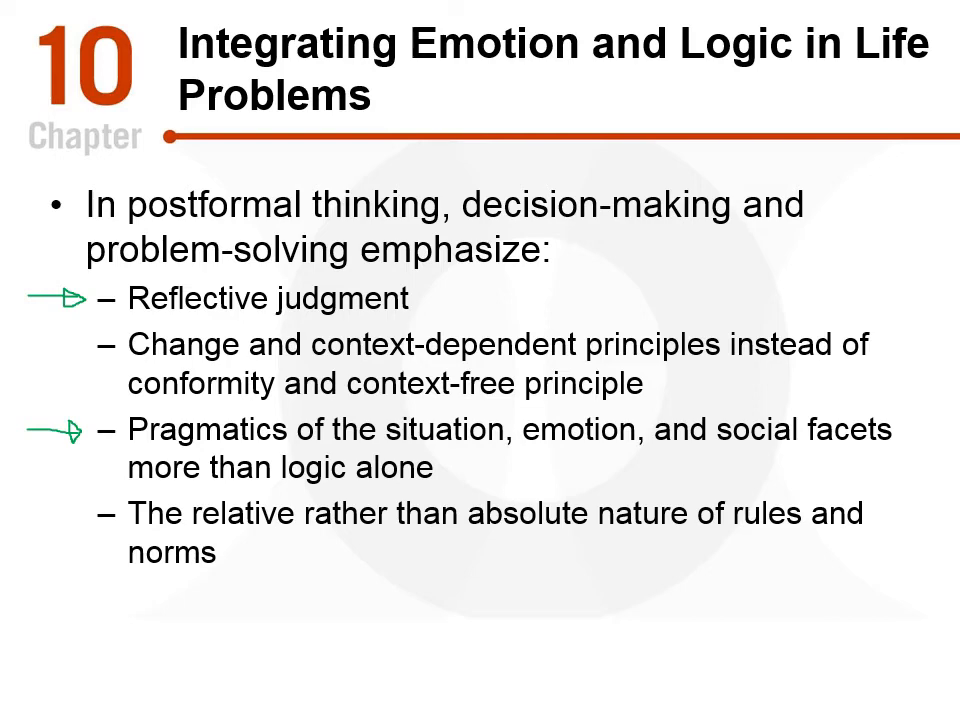 10
Chapter
Integrating Emotion and Logic in Life
Problems
• In postformal thinking, decision-making and
problem-solving emphasize:
– Reflective judgment
– Change and context-dependent principles instead of
conformity and context-free principle
– Pragmatics of the situation, emotion, and social facets
more than logic alone
– The relative rather than absolute nature of rules and
norms